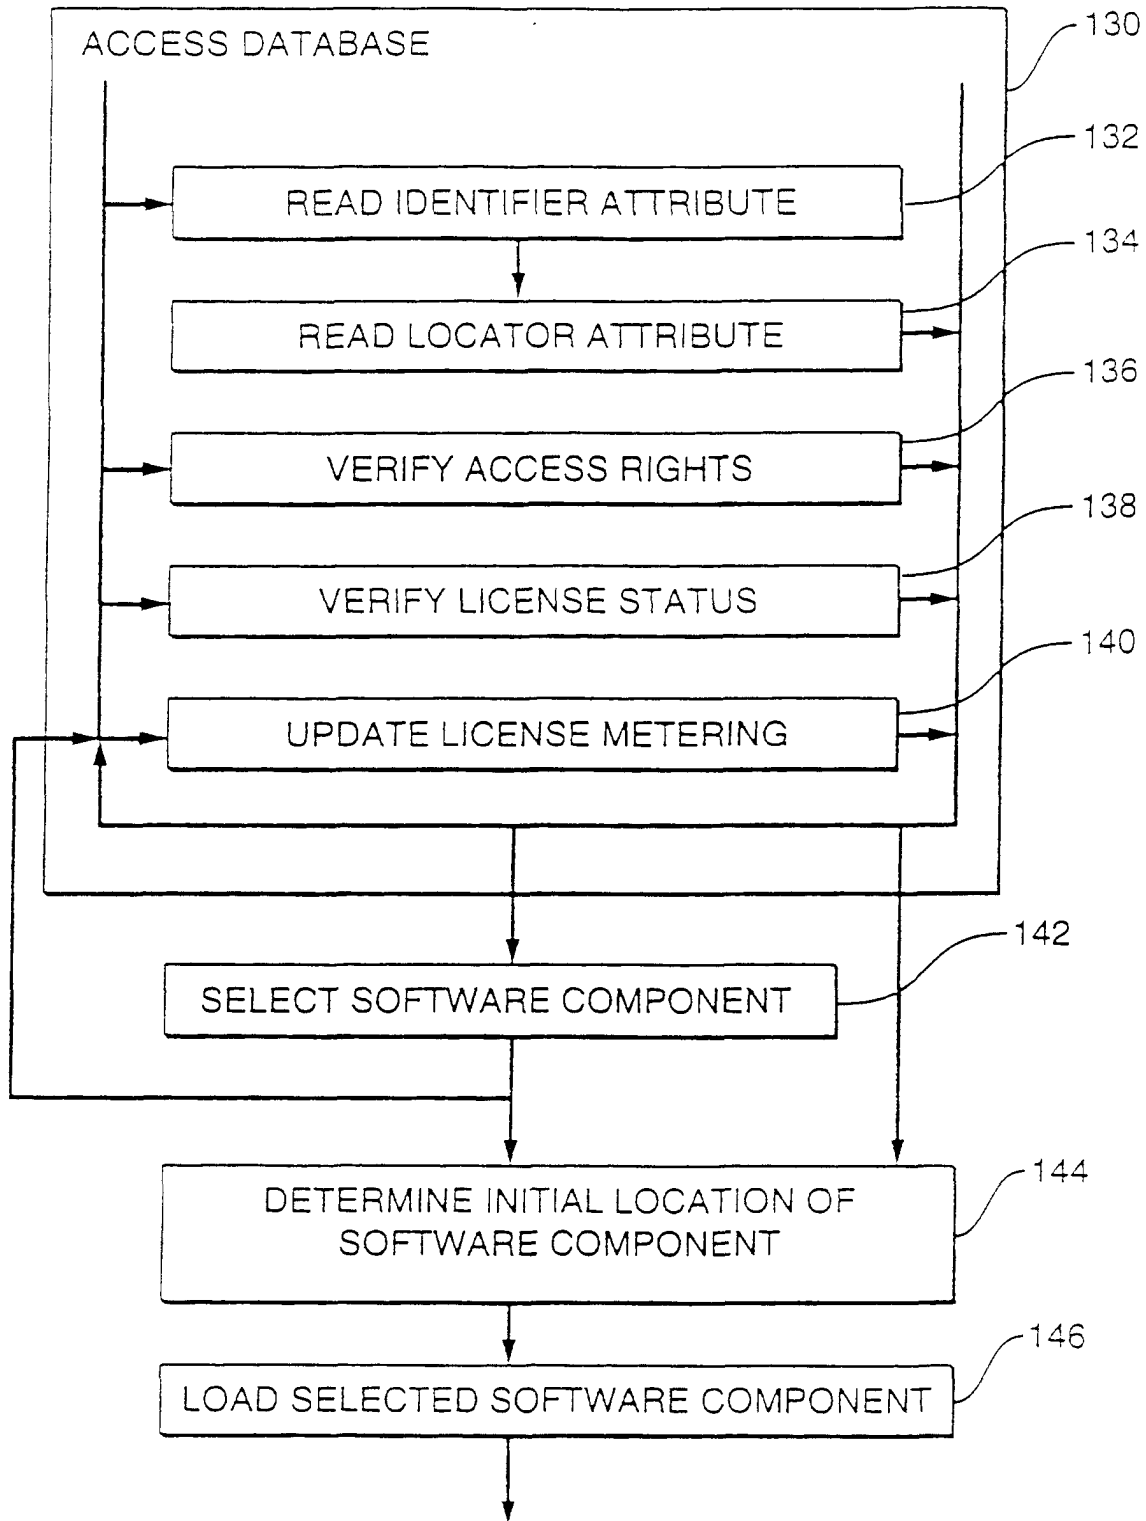 ACCESS DATABASE
130
READ IDENTIFIER ATTRIBUTE
132
READ LOCATOR ATTRIBUTE
134
VERIFY ACCESS RIGHTS
136
VERIFY LICENSE STATUS
138
UPDATE LICENSE METERING
140
SELECT SOFTWARE COMPONENT
142
DETERMINE INITIAL LOCATION OF
SOFTWARE COMPONENT
144
LOAD SELECTED SOFTWARE COMPONENT
146